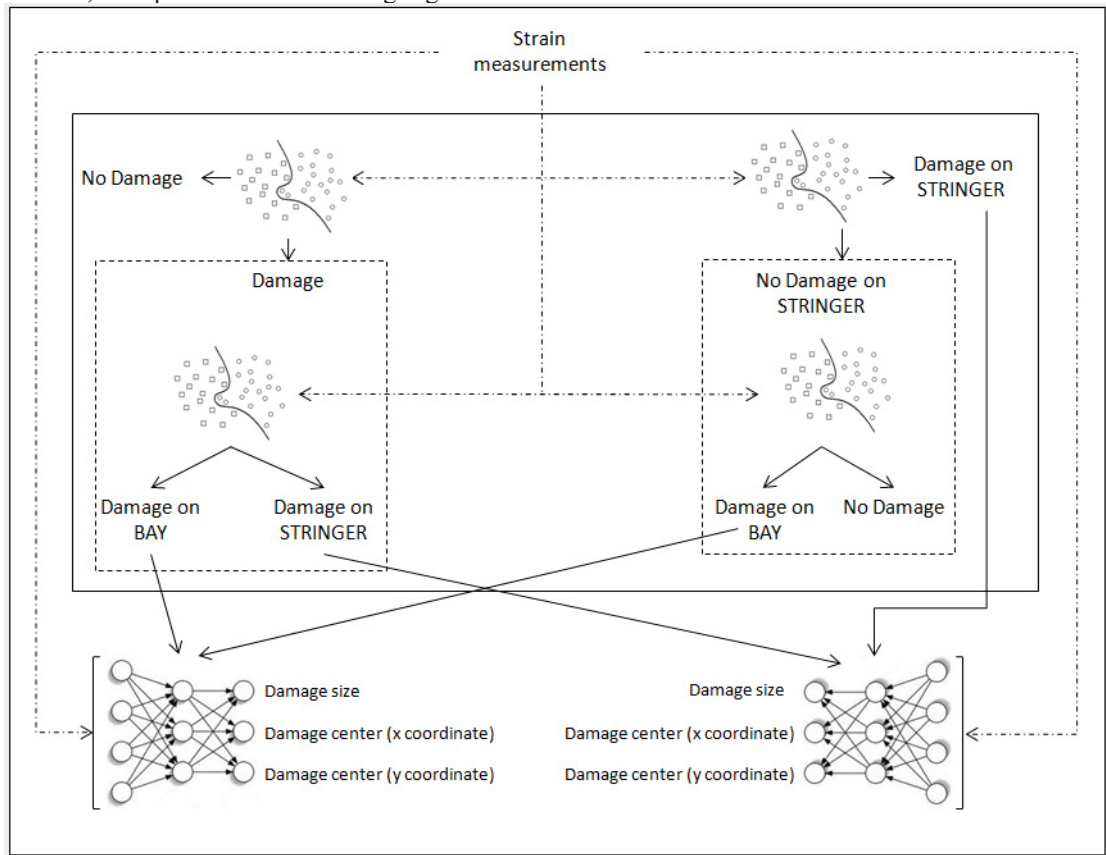 Strain
measurements
No Damage
Damage on
STRINGER
Damage
No Damage on
STRINGER
Damage on
BAY
Damage on
STRINGER
Damage on
BAY
No Damage
Damage size
Damage center (x coordinate)
Damage center (y coordinate)
Damage size
Damage center (x coordinate)
Damage center (y coordinate)